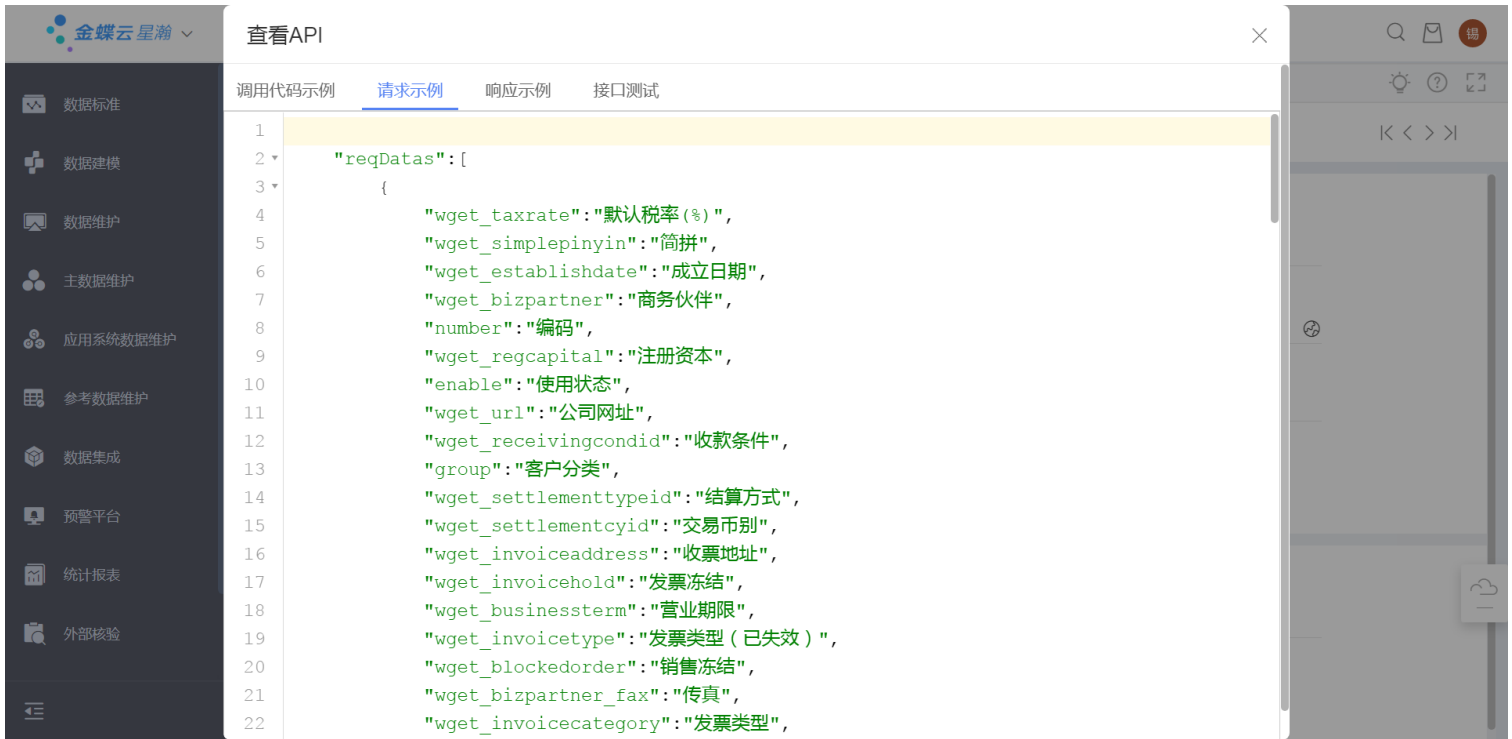 金蝶云 星瀚
查看API
锡
调用代码示例 请求示例 响应示例 接口测试
数据标准
数据建模
数据维护
主数据维护
应用系统数据维护
参考数据维护
数据集成
预警平台
统计报表
外部核验
1
2 "reqDatas":[
3 {
4 "wget_taxrate":"默认税率(%)",
5 "wget_simplepinyin":"简拼",
6 "wget_establishdate":"成立日期",
7 "wget_bizpartner":"商务伙伴",
8 "number":"编码",
9 "wget_regcapital":"注册资本",
10 "enable":"使用状态",
11 "wget_url":"公司网址",
12 "wget_receivingcondid":"收款条件",
13 "group":"客户分类",
14 "wget_settlementtypeid":"结算方式",
15 "wget_settlementcyid":"交易币别",
16 "wget_invoiceaddress":"收票地址",
17 "wget_invoicehold":"发票冻结",
18 "wget_businessterm":"营业期限",
19 "wget_invoicetype":"发票类型（已失效）",
20 "wget_blockedorder":"销售冻结",
21 "wget_bizpartner_fax":"传真",
22 "wget_invoicecategory":"发票类型",